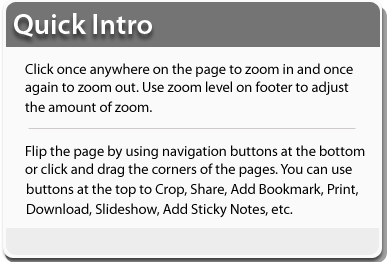 Quick Intro
Click once anywhere on the page to zoom in and once
again to zoom out. Use zoom level on footer to adjust
the amount of zoom.
Flip the page by using navigation buttons at the bottom
or click and drag the corners of the pages. You can use
buttons at the top to Crop, Share, Add Bookmark, Print,
Download, Slideshow, Add Sticky Notes, etc.